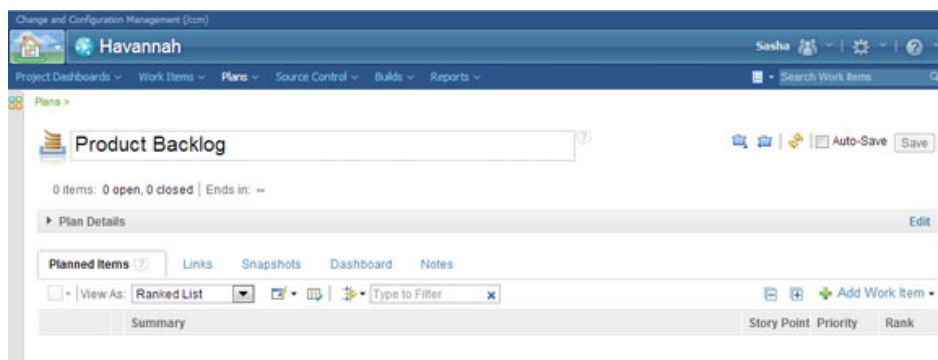 Change and Configuration Management (/ccm)
Havannah
Sasha
Project Dashboards Work Items Plans Source Control Builds Reports
Search Work Items
Plans >
Product Backlog
Auto-Save Save
0 items: 0 open, 0 closed | Ends in: --
Plan Details
Edit
Planned Items Links Snapshots Dashboard Notes
View As: Ranked List
Type to Filter
Add Work Item
Summary
Story Point Priority Rank